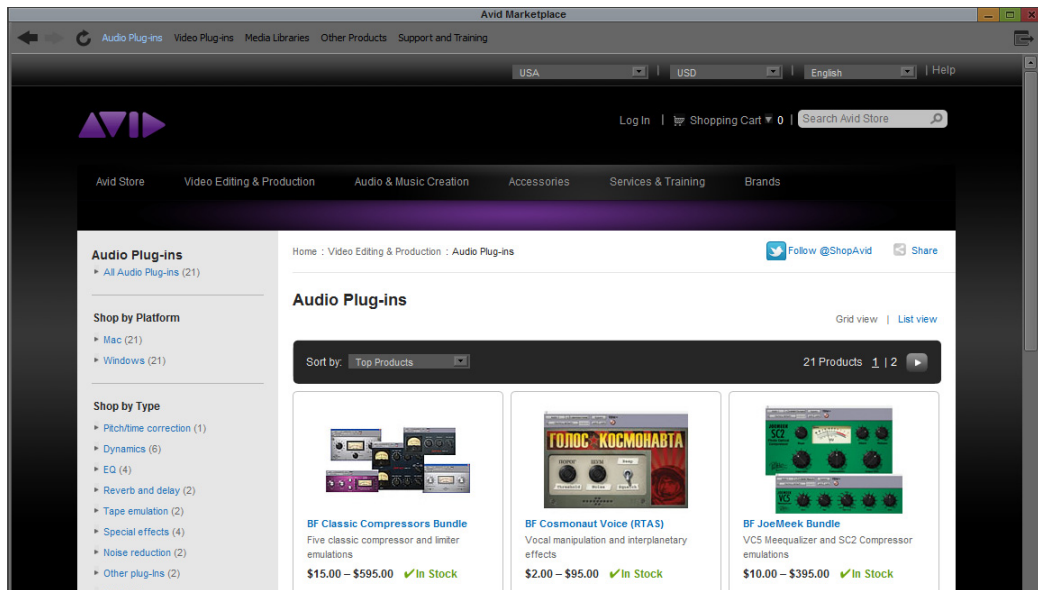 Avid Marketplace
Audio Plug-ins Video Plug-ins Media Libraries Other Products Support and Training
USA | USD | English | Help
AVID
Log In | Shopping Cart 0 | Search Avid Store
Avid Store Video Editing & Production Audio & Music Creation Accessories Services & Training Brands
Audio Plug-ins
All Audio Plug-ins (21)
Shop by Platform
Mac (21)
Windows (21)
Shop by Type
Pitch/time correction (1)
Dynamics (6)
EQ (4)
Reverb and delay (2)
Tape emulation (2)
Special effects (4)
Noise reduction (2)
Other plug-ins (2)
Home : Video Editing & Production : Audio Plug-ins
Follow @ShopAvid Share
Audio Plug-ins
Grid view | List view
Sort by: Top Products 21 Products 1 | 2
BF Classic Compressors Bundle
Five classic compressor and limiter
emulations
$15.00 – $595.00 ✔In Stock
ГОЛОС КОСМОНАВТА
BF Cosmonaut Voice (RTAS)
Vocal manipulation and interplanetary
effects
$2.00 – $95.00 ✔In Stock
SC2
VC5
BF JoeMeek Bundle
VC5 Meequalizer and SC2 Compressor
emulations
$10.00 – $395.00 ✔In Stock